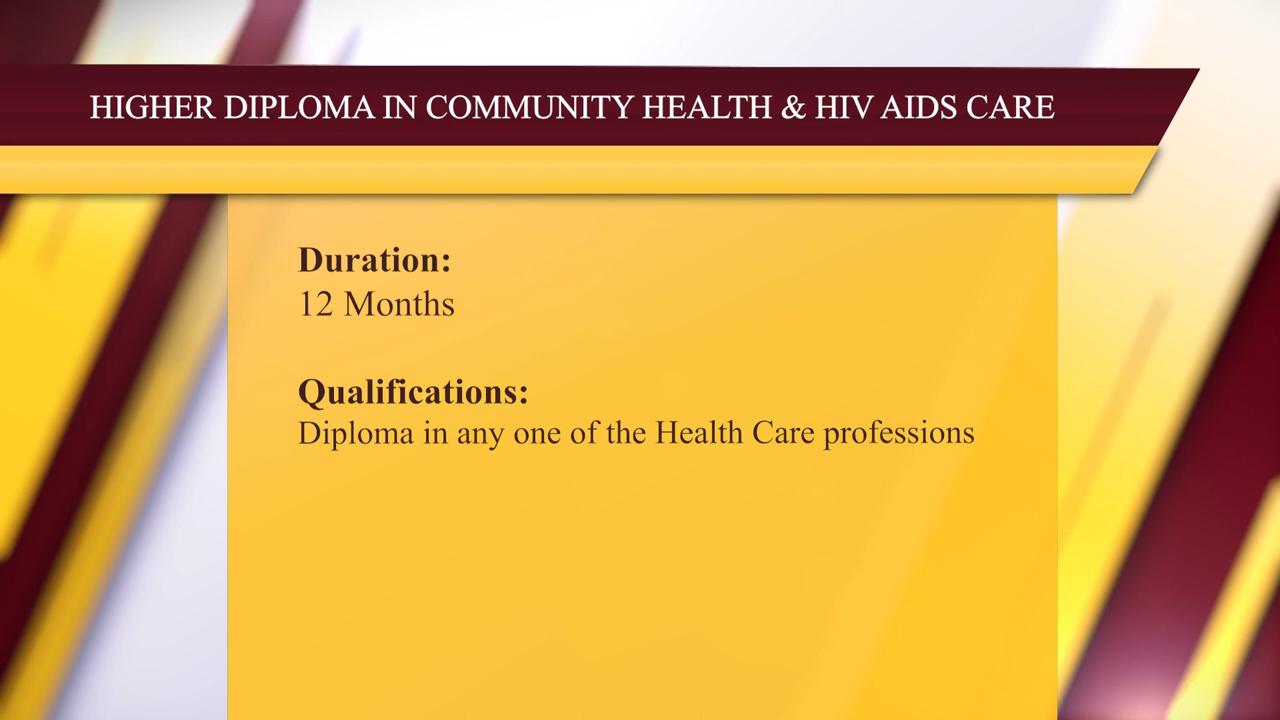 HIGHER DIPLOMA IN COMMUNITY HEALTH & HIV AIDS CARE
Duration:
12 Months
Qualifications:
Diploma in any one of the Health Care professions